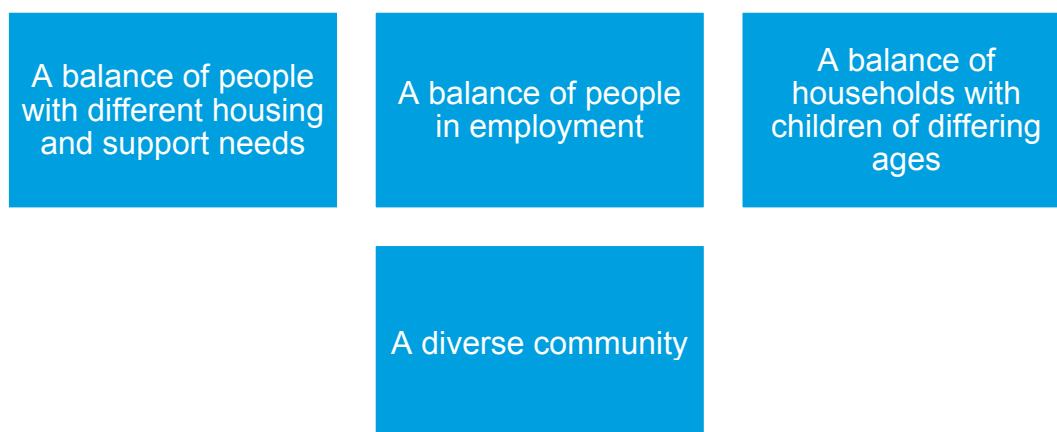 A balance of people
with different housing
and support needs
A balance of people
in employment
A balance of
households with
children of differing
ages
A diverse community